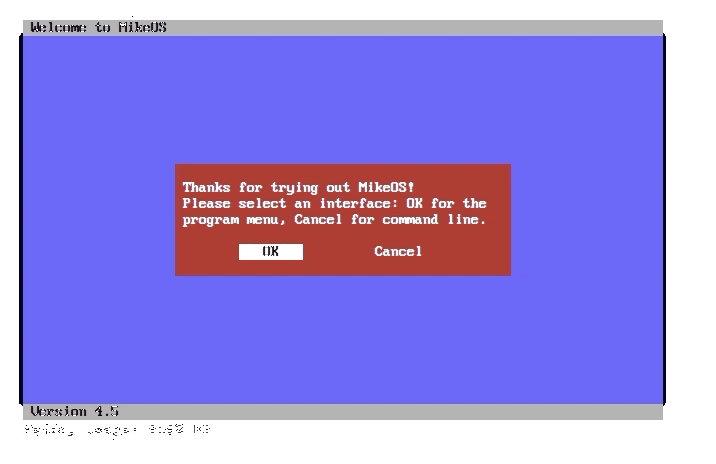 Welcome to MikeOS
Thanks for trying out MikeOS!
Please select an interface: OK for the
program menu, Cancel for command line.
OK Cancel
Version 4.5